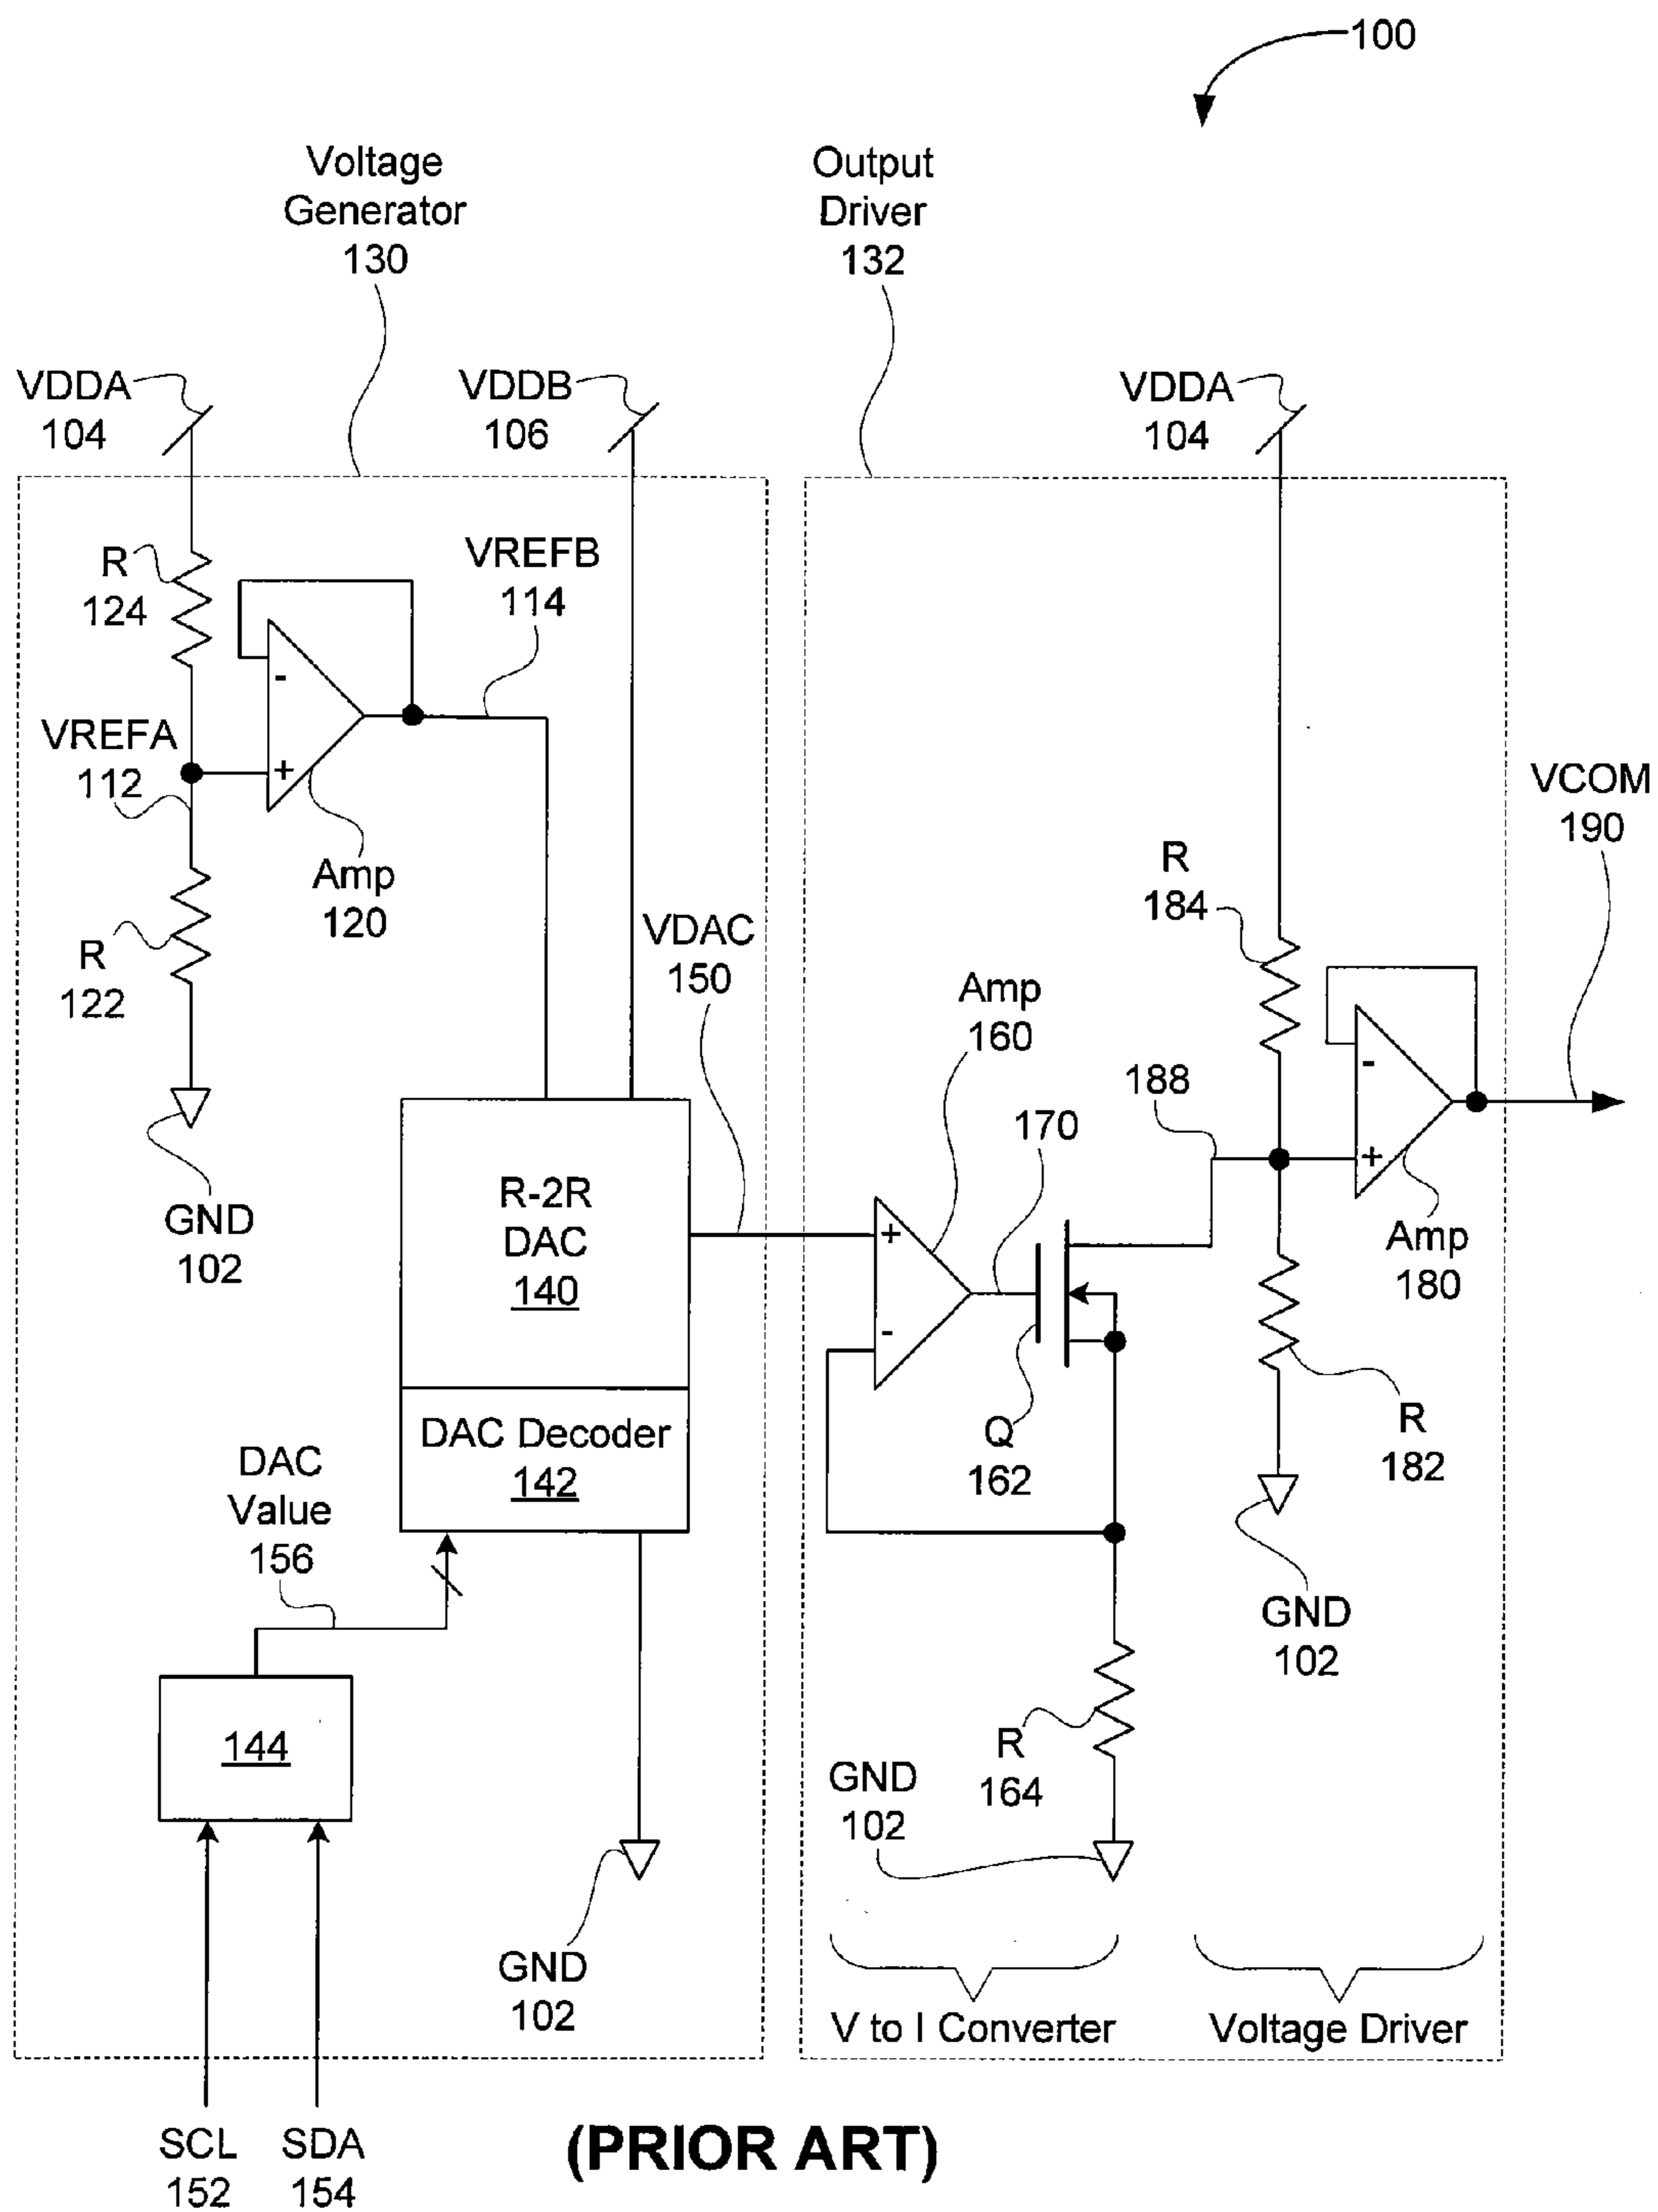 100
Voltage
Generator
130
Output
Driver
132
VDDA
104
VDDB
106
VDDA
104
R
124
VREFB
114
-
+
VREFA
112
Amp
120
R
122
GND
102
VDAC
150
R
184
VCOM
190
Amp
160
188
170
-
+
Amp
180
R-2R
DAC
140
+
-
DAC Decoder
142
Q
162
R
182
GND
102
DAC
Value
156
144
R
164
GND
102
GND
102
V to I Converter
Voltage Driver
SCL
152
SDA
154
(PRIOR ART)